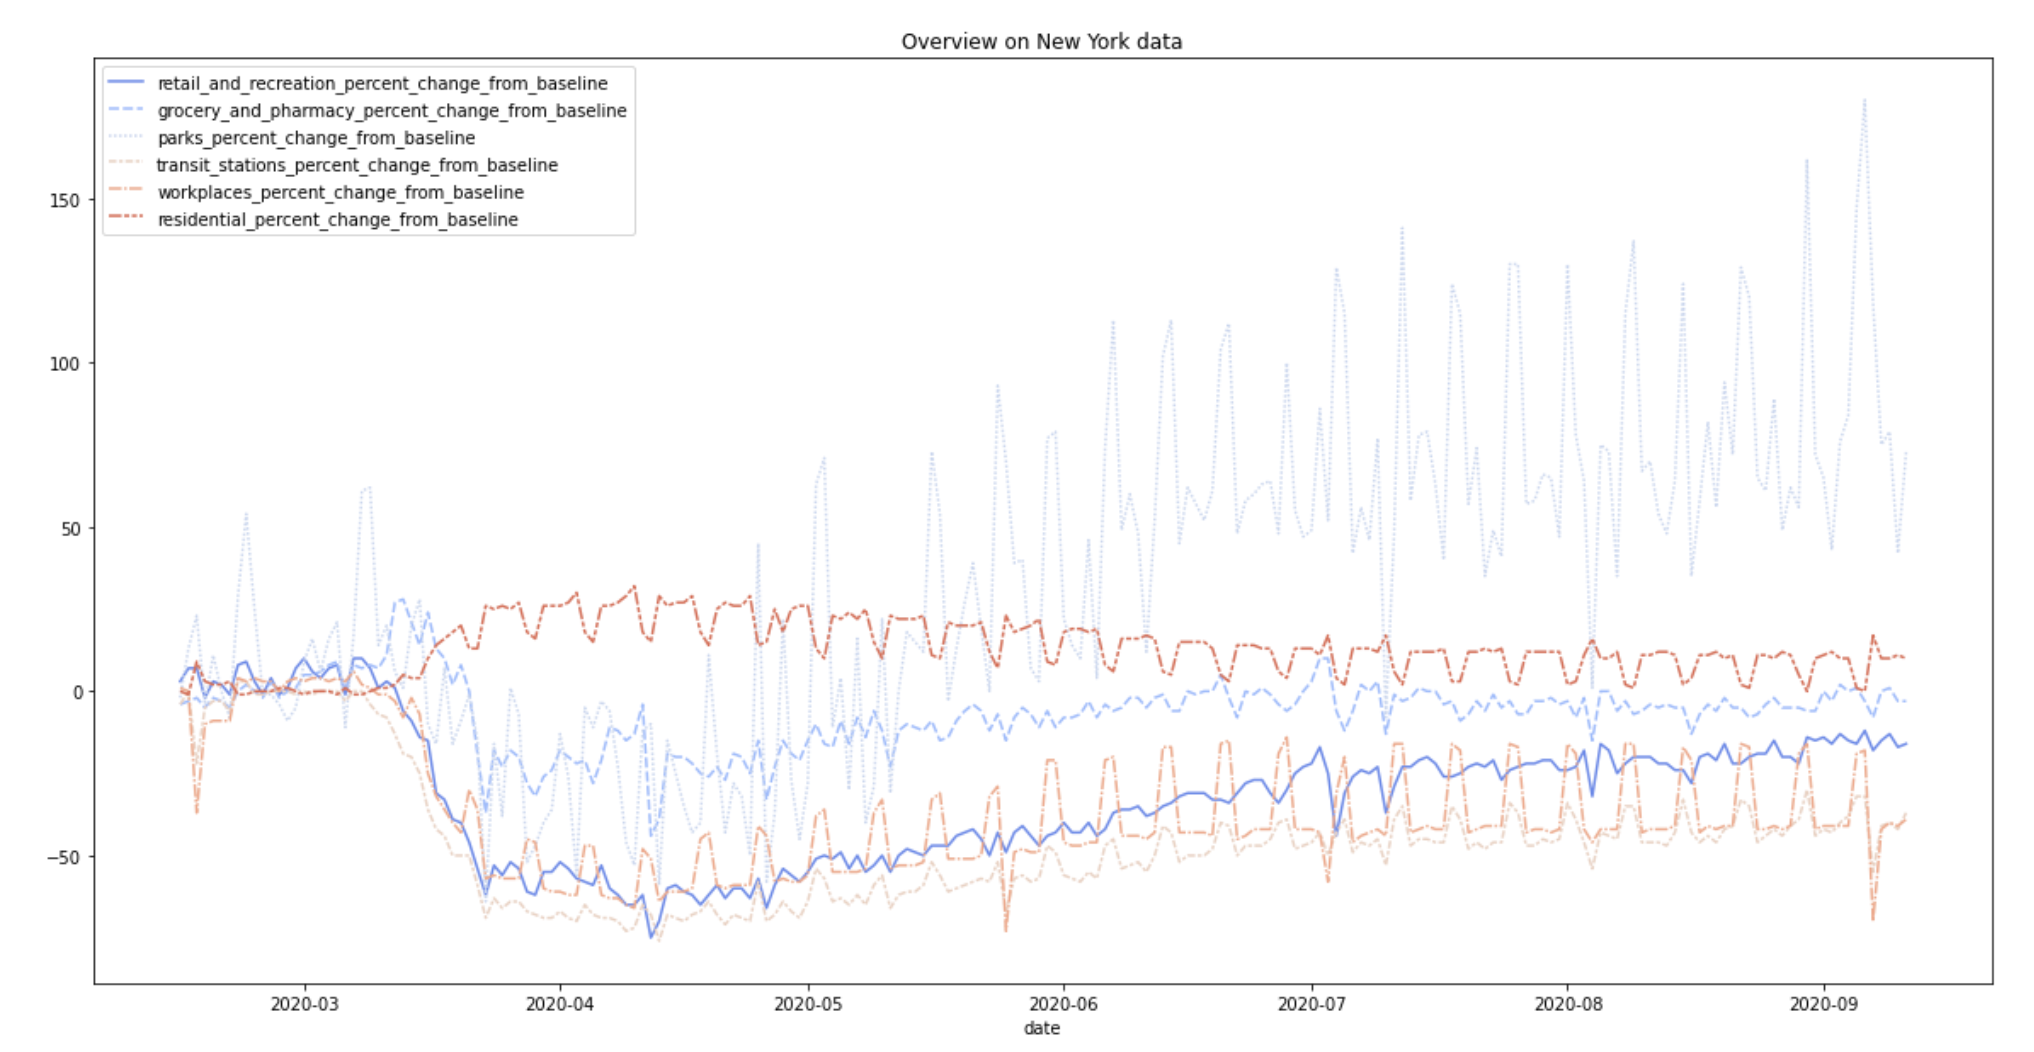 Overview on New York data
retail_and_recreation_percent_change_from_baseline
grocery_and_pharmacy_percent_change_from_baseline
parks_percent_change_from_baseline
transit_stations_percent_change_from_baseline
workplaces_percent_change_from_baseline
residential_percent_change_from_baseline
150
100
50
0
−50
2020-03 2020-04 2020-05 2020-06 2020-07 2020-08 2020-09
date